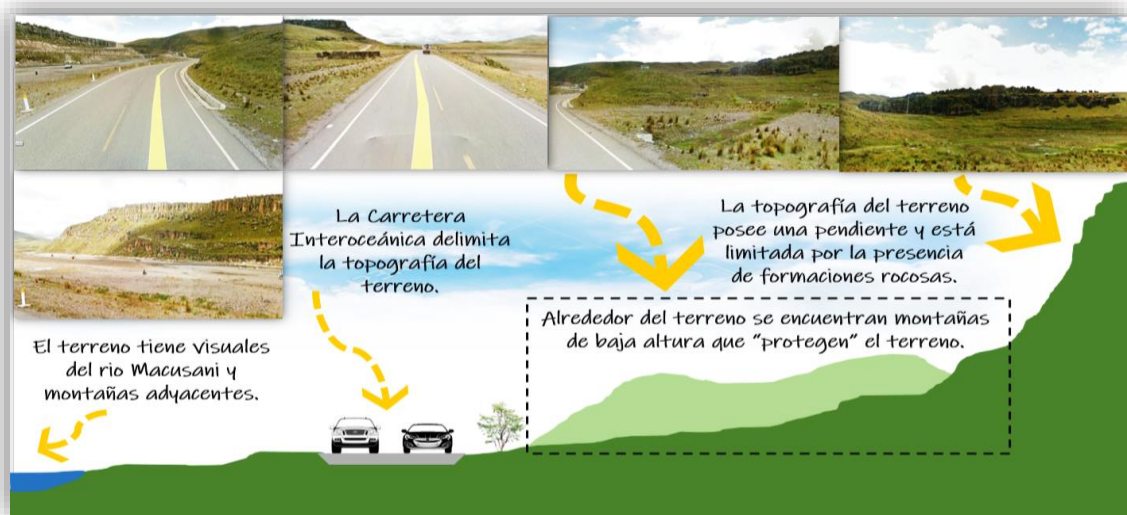 La Carretera
Interoceánica delimita
la topografía del
terreno.
La topografía del terreno
posee una pendiente y está
limitada por la presencia
de formaciones rocosas.
Alrededor del terreno se encuentran montañas
de baja altura que "protegen" el terreno.
El terreno tiene visuales
del rio Macusani y
montañas adyacentes.